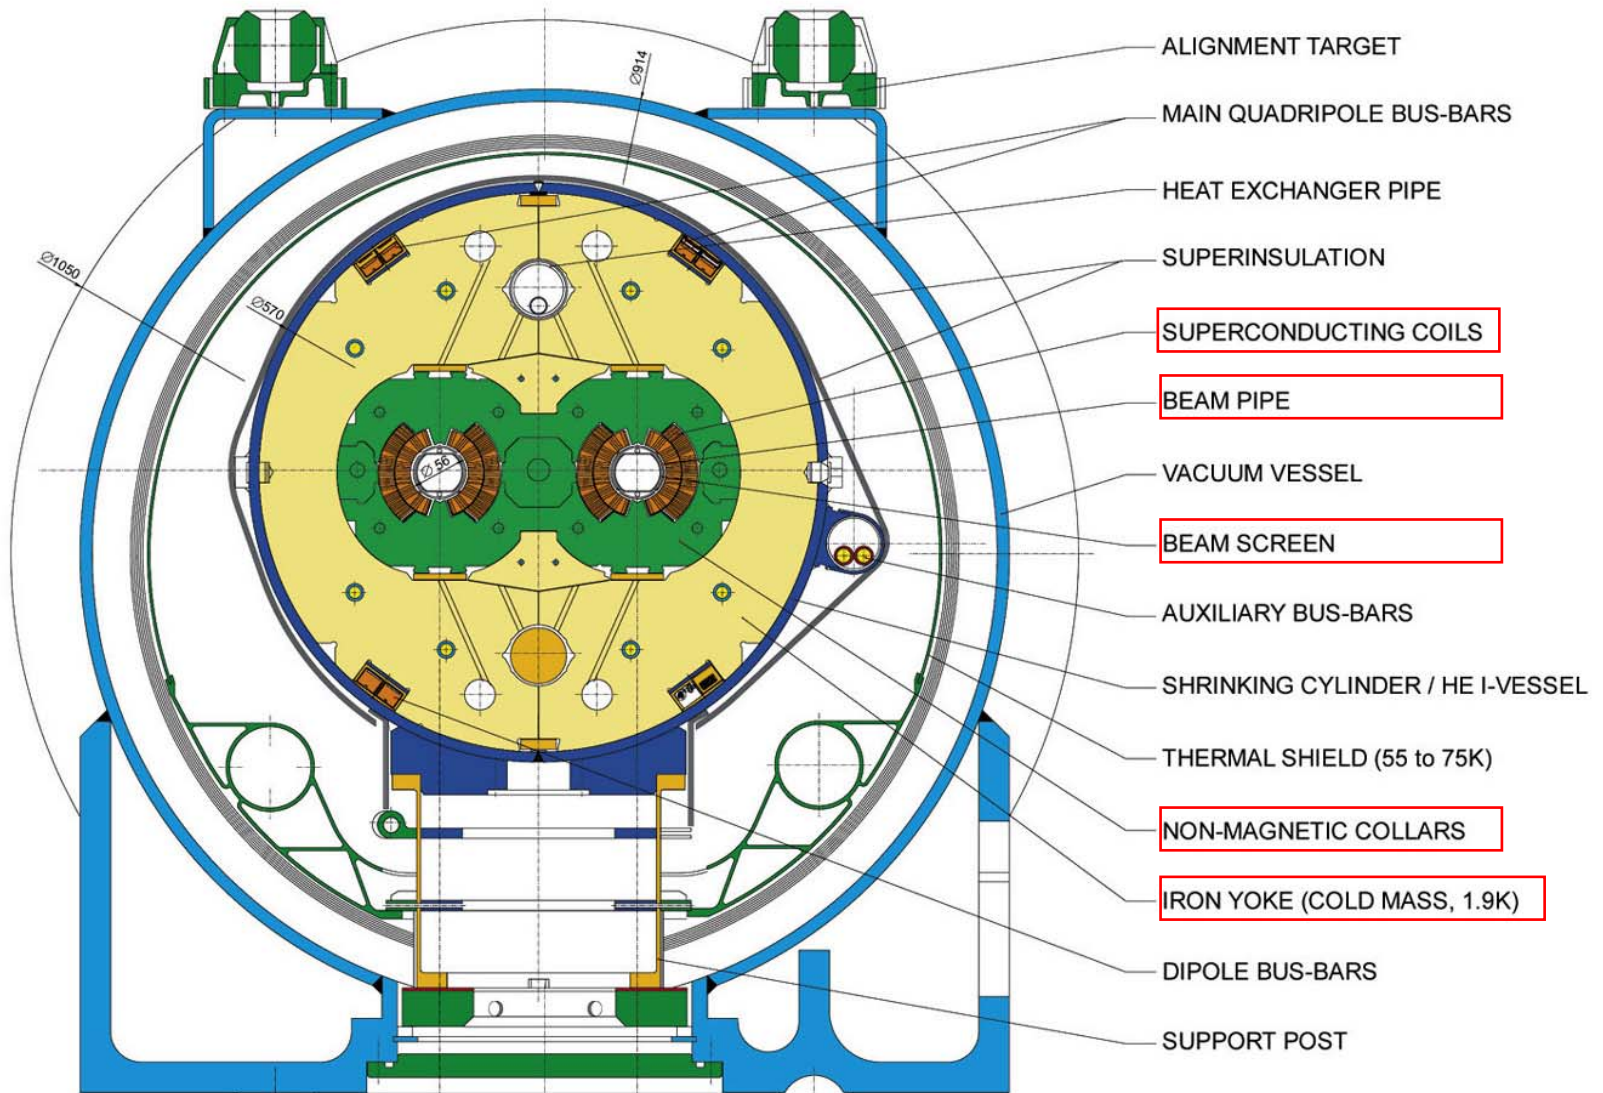 ALIGNMENT TARGET
Ø914
MAIN QUADRIPOLE BUS-BARS
HEAT EXCHANGER PIPE
SUPERINSULATION
Ø1050
Ø570
SUPERCONDUCTING COILS
BEAM PIPE
Ø 56
VACUUM VESSEL
BEAM SCREEN
AUXILIARY BUS-BARS
SHRINKING CYLINDER / HE I-VESSEL
THERMAL SHIELD (55 to 75K)
NON-MAGNETIC COLLARS
IRON YOKE (COLD MASS, 1.9K)
DIPOLE BUS-BARS
SUPPORT POST